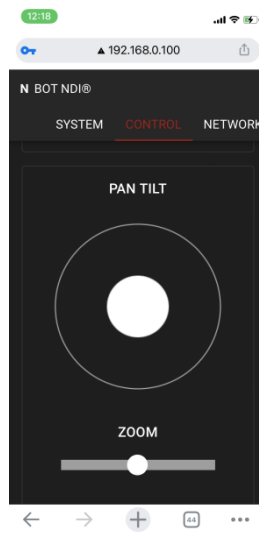 12:18
192.168.0.100
N BOT NDI®
SYSTEM CONTROL NETWORK
PAN TILT
ZOOM
44